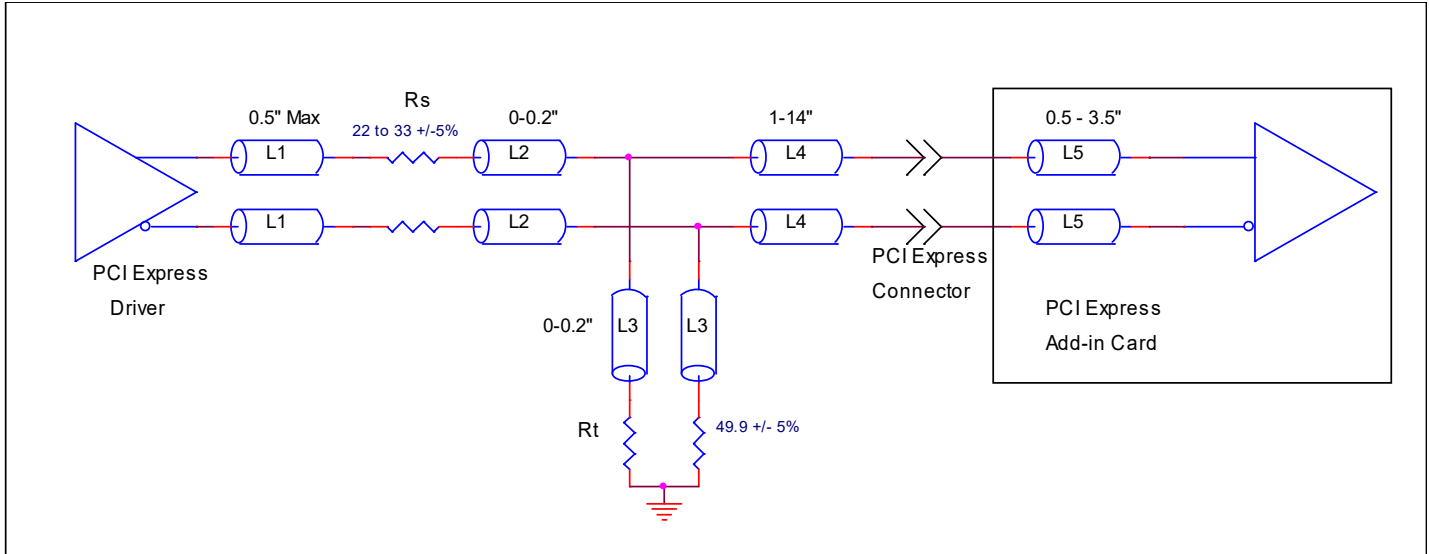 Rs
0.5" Max
22 to 33 +/-5%
0-0.2"
1-14"
0.5 - 3.5"
L1
L2
L4
L5
L1
L2
L4
L5
PCI Express
Driver
PCI Express
Connector
PCI Express
Add-in Card
0-0.2"
L3
L3
Rt
49.9 +/- 5%